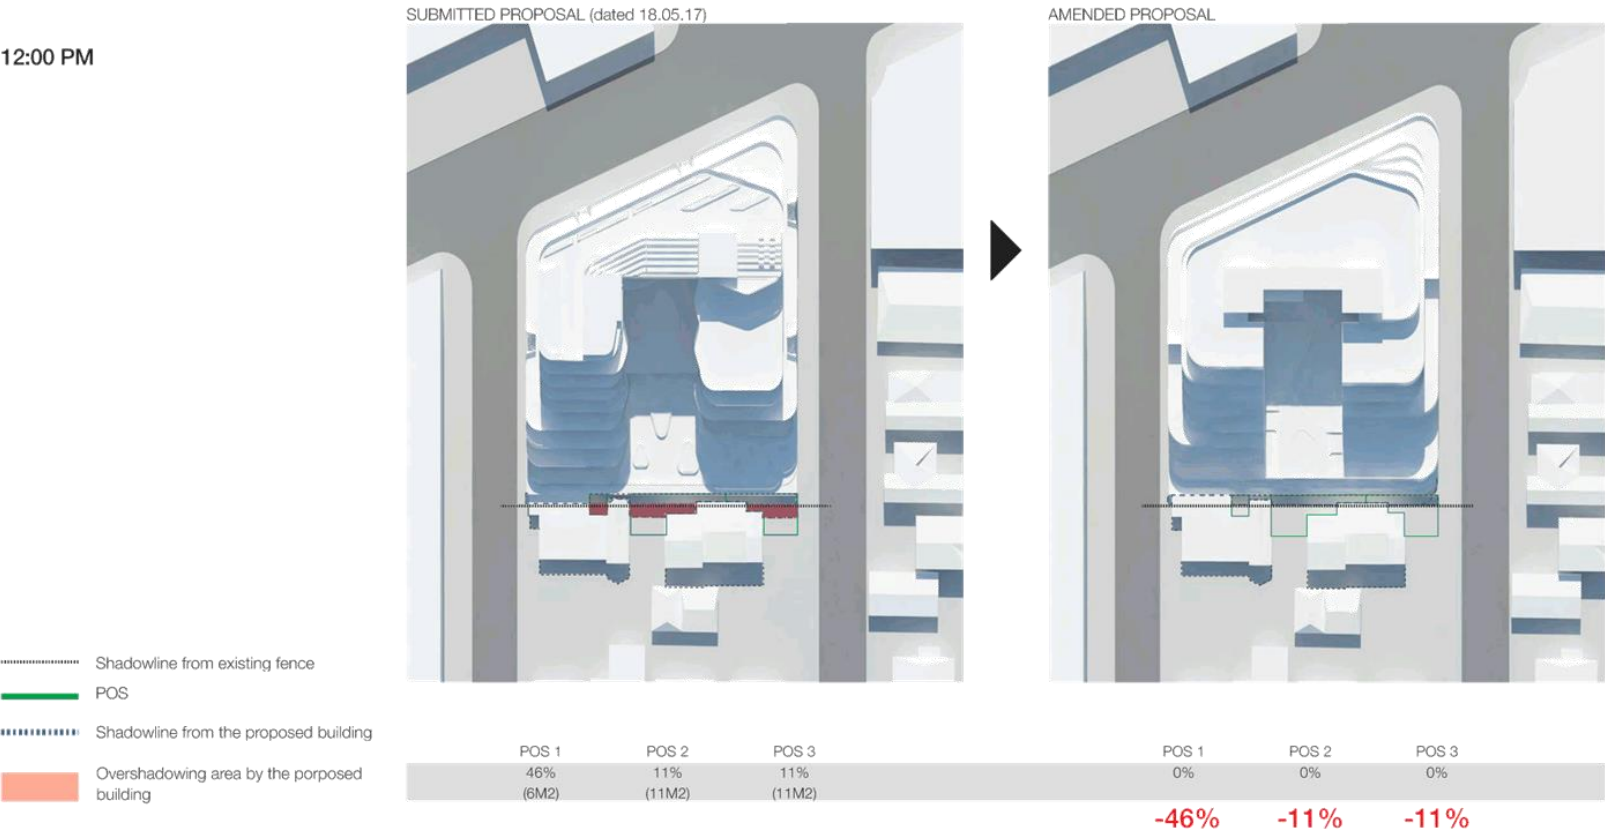 SUBMITTED PROPOSAL (dated 18.05.17)
AMENDED PROPOSAL
12:00 PM
Shadowline from existing fence
POS
Shadowline from the proposed building
Overshadowing area by the porposed
building
POS 1 POS 2 POS 3
46% 11% 11%
(6M2) (11M2) (11M2)
POS 1 POS 2 POS 3
0% 0% 0%
-46% -11% -11%